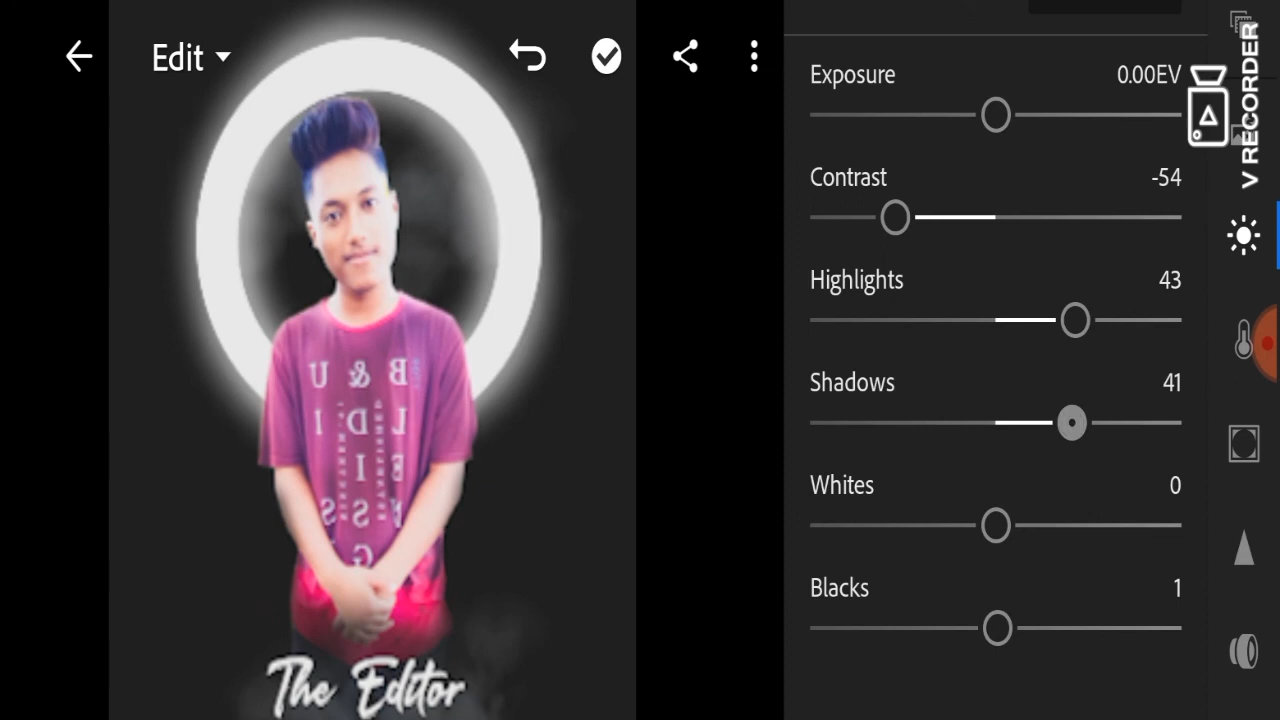 Edit
Exposure 0.00EV
Contrast -54
Highlights 43
Shadows 41
Whites 0
Blacks 1
V RECORDER
U & B
I D L
I E
S S
G
The Editor